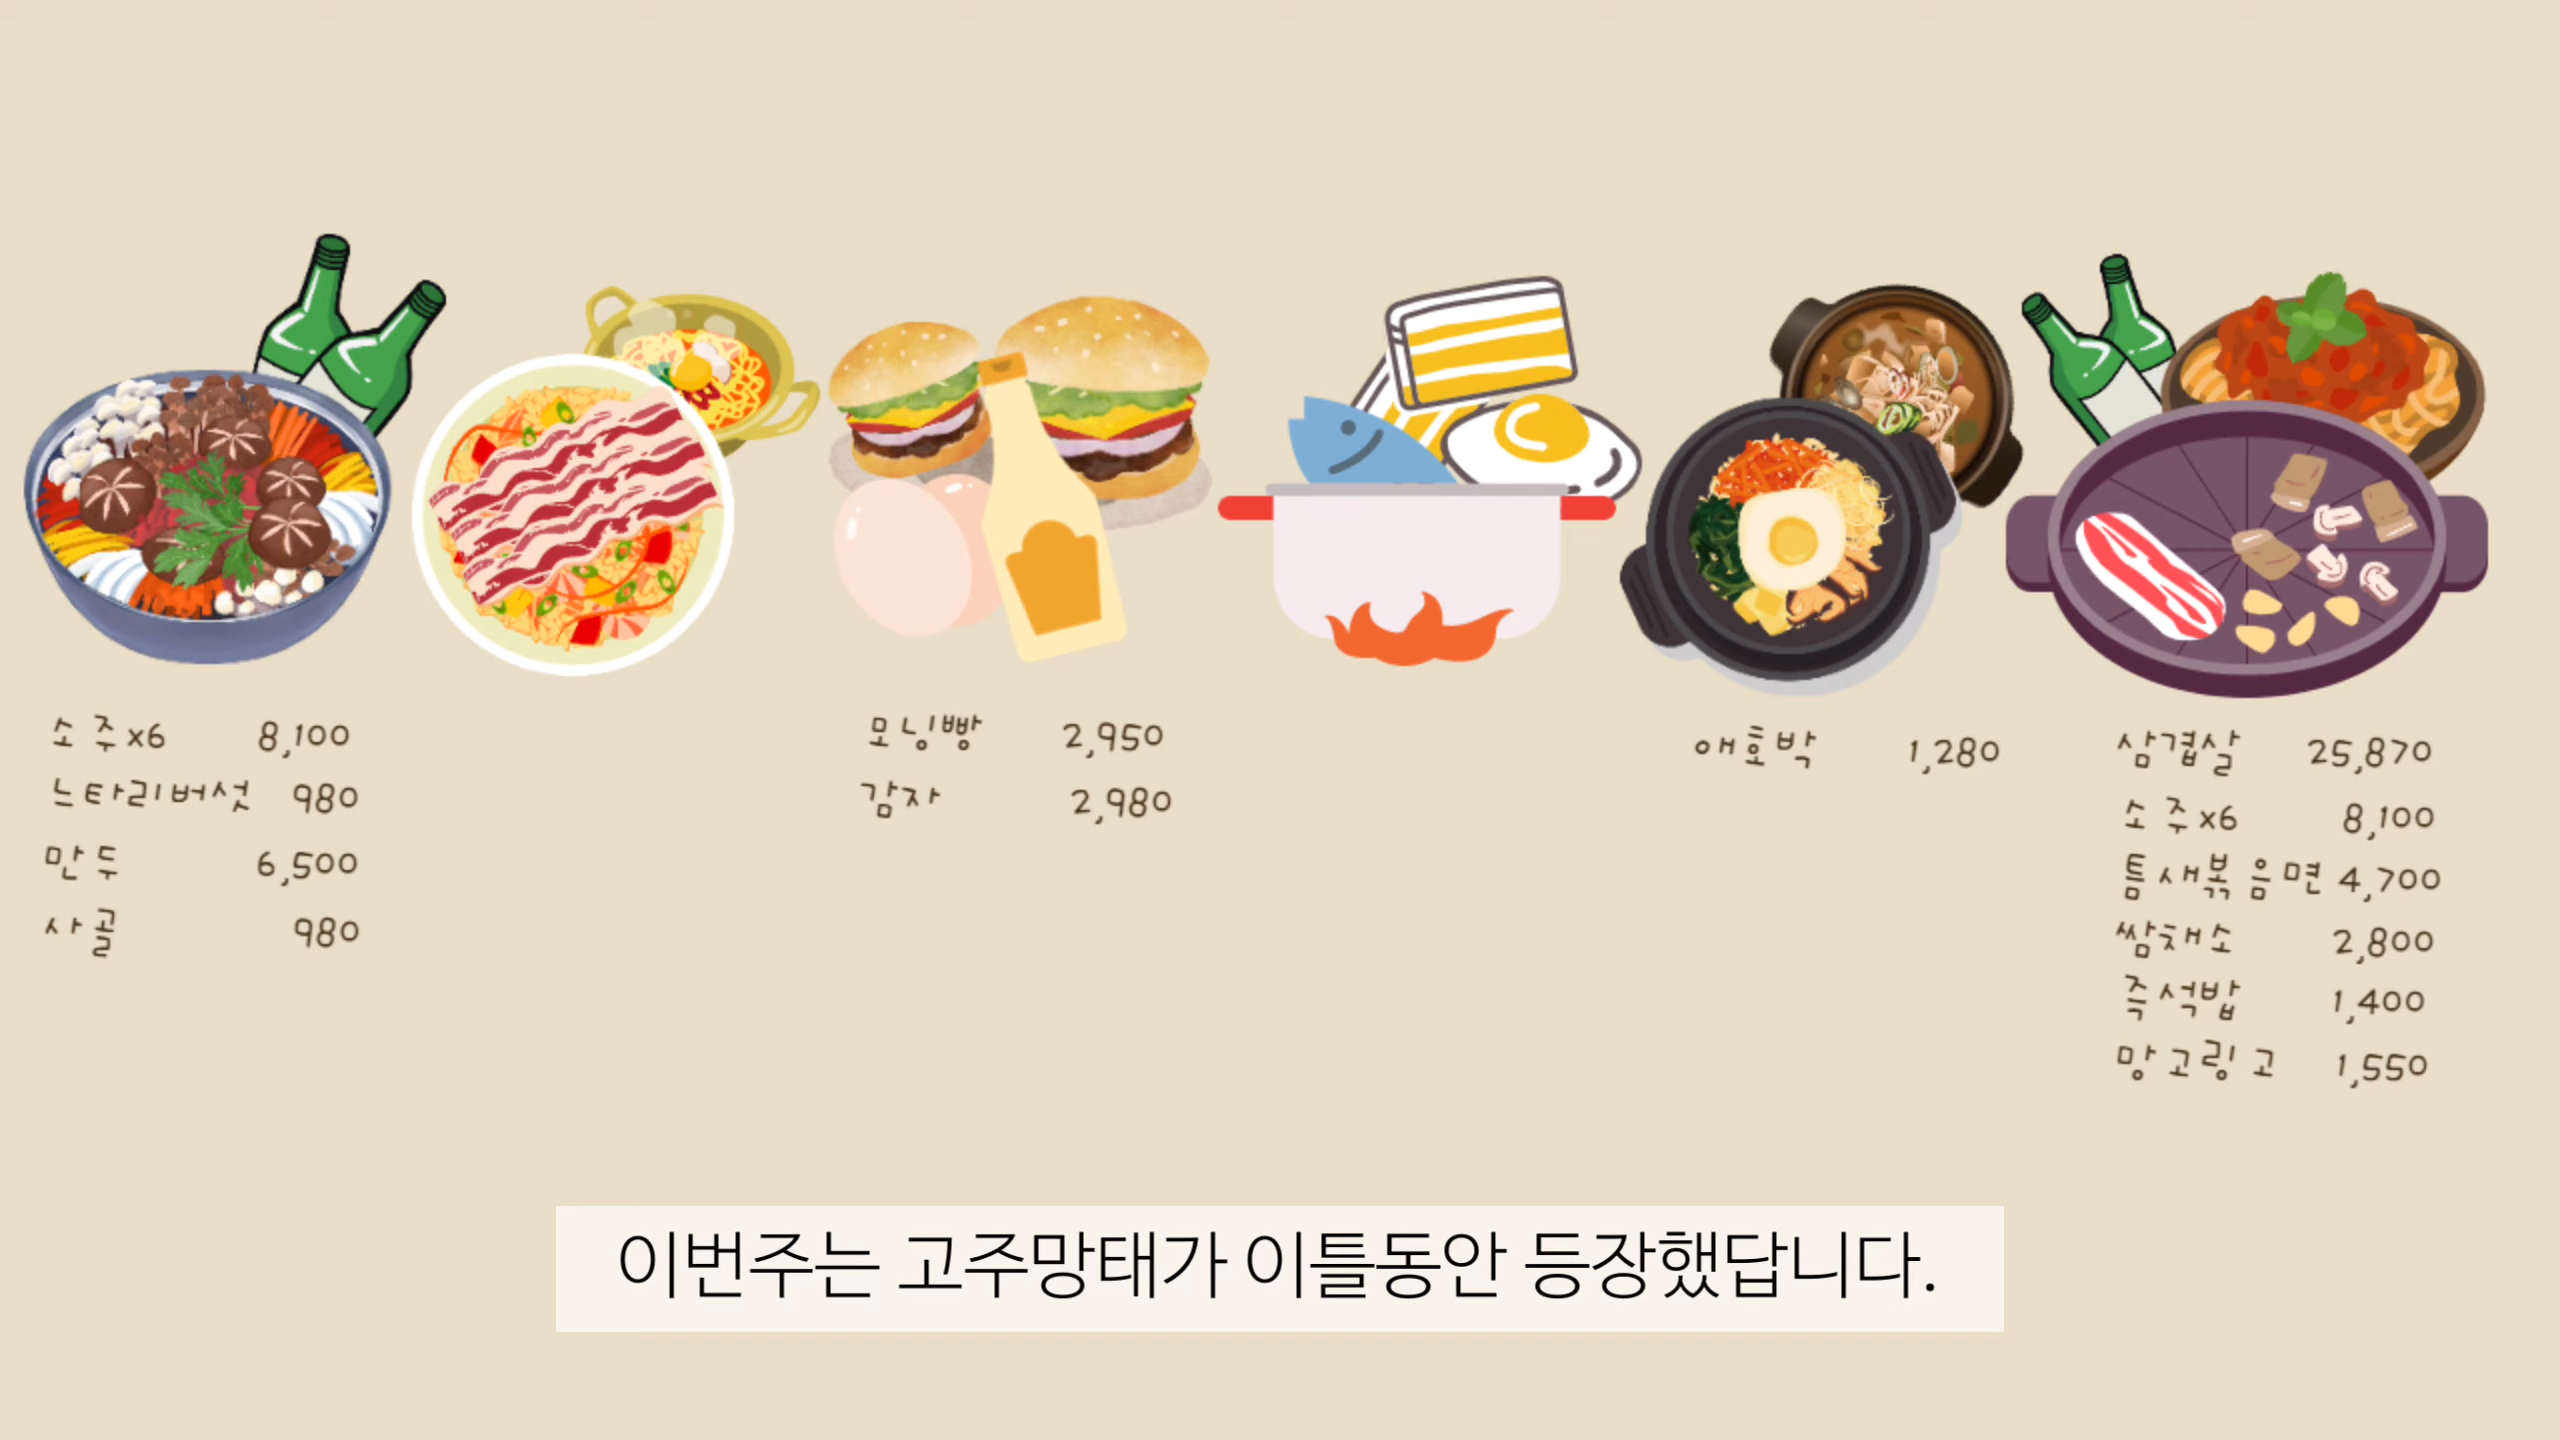 소주x6 8,100
느타리버섯 980
만두 6,500
사골 980
모닝빵 2,950
감자 2,980
애호박 1,280
삼겹살 25,870
소주x6 8,100
틈새볶음면 4,700
쌈채소 2,800
즉석밥 1,400
망고링고 1,550
이번주는 고주망태가 이틀동안 등장했답니다.